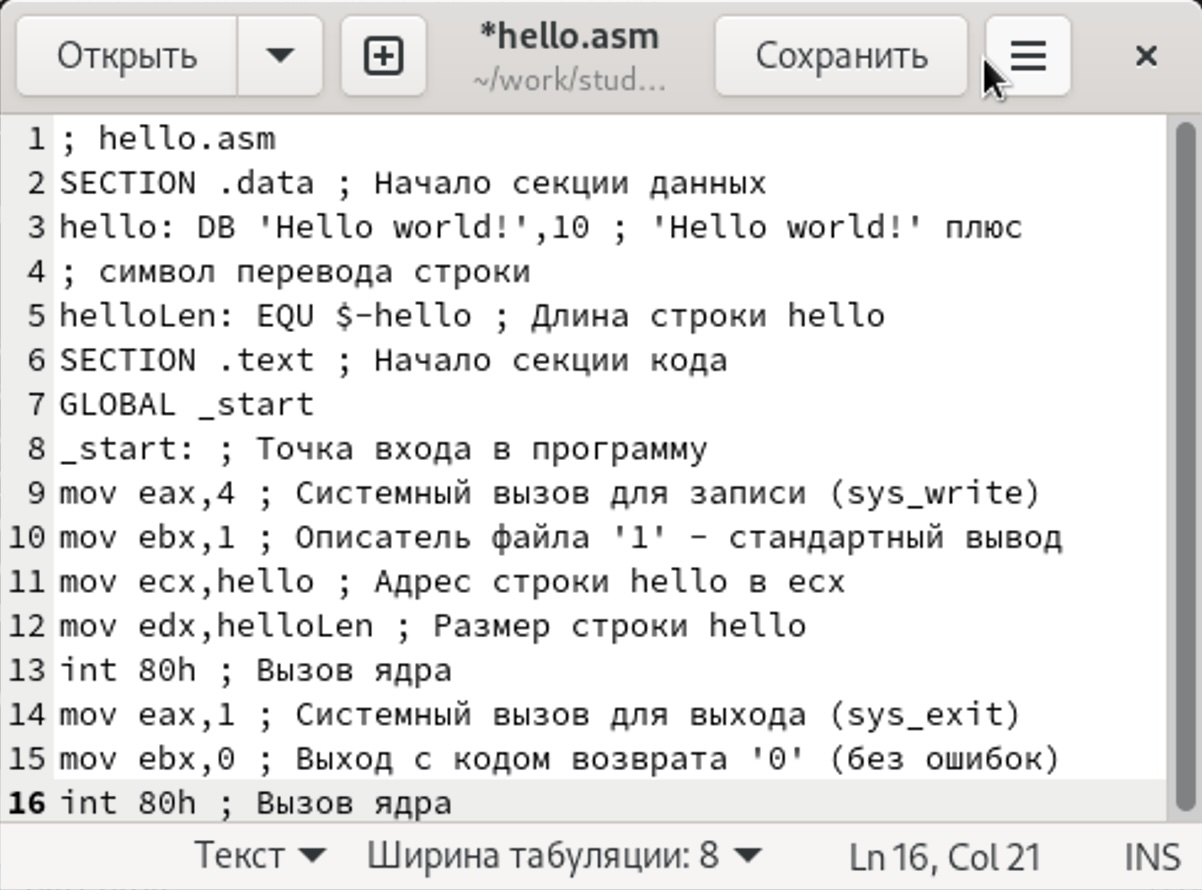 Открыть
*hello.asm
~/work/stud...
Сохранить
1 ; hello.asm
2 SECTION .data ; Начало секции данных
3 hello: DB 'Hello world!',10 ; 'Hello world!' плюс
4 ; символ перевода строки
5 helloLen: EQU $-hello ; Длина строки hello
6 SECTION .text ; Начало секции кода
7 GLOBAL _start
8 _start: ; Точка входа в программу
9 mov eax,4 ; Системный вызов для записи (sys_write)
10 mov ebx,1 ; Описатель файла '1' - стандартный вывод
11 mov ecx,hello ; Адрес строки hello в ecx
12 mov edx,helloLen ; Размер строки hello
13 int 80h ; Вызов ядра
14 mov eax,1 ; Системный вызов для выхода (sys_exit)
15 mov ebx,0 ; Выход с кодом возврата '0' (без ошибок)
16 int 80h ; Вызов ядра
Текст Ширина табуляции: 8 Ln 16, Col 21 INS